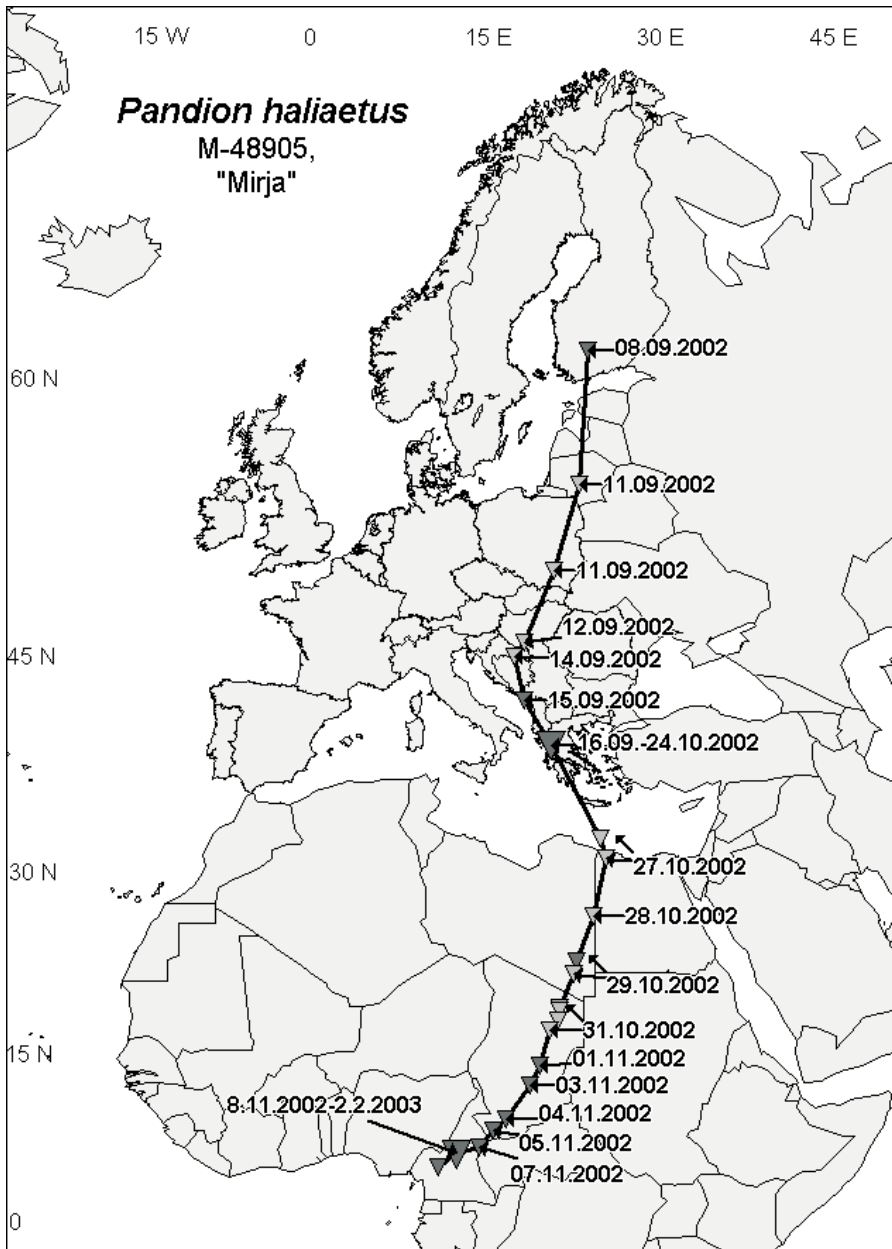 15 W 0 15 E 30 E 45 E
Pandion haliaetus
M-48905,
"Mirja"
08.09.2002
60 N
11.09.2002
11.09.2002
12.09.2002
45 N
14.09.2002
15.09.2002
16.09.-24.10.2002
27.10.2002
30 N
28.10.2002
29.10.2002
31.10.2002
15 N
01.11.2002
03.11.2002
8.11.2002-2.2.2003
04.11.2002
05.11.2002
07.11.2002
0